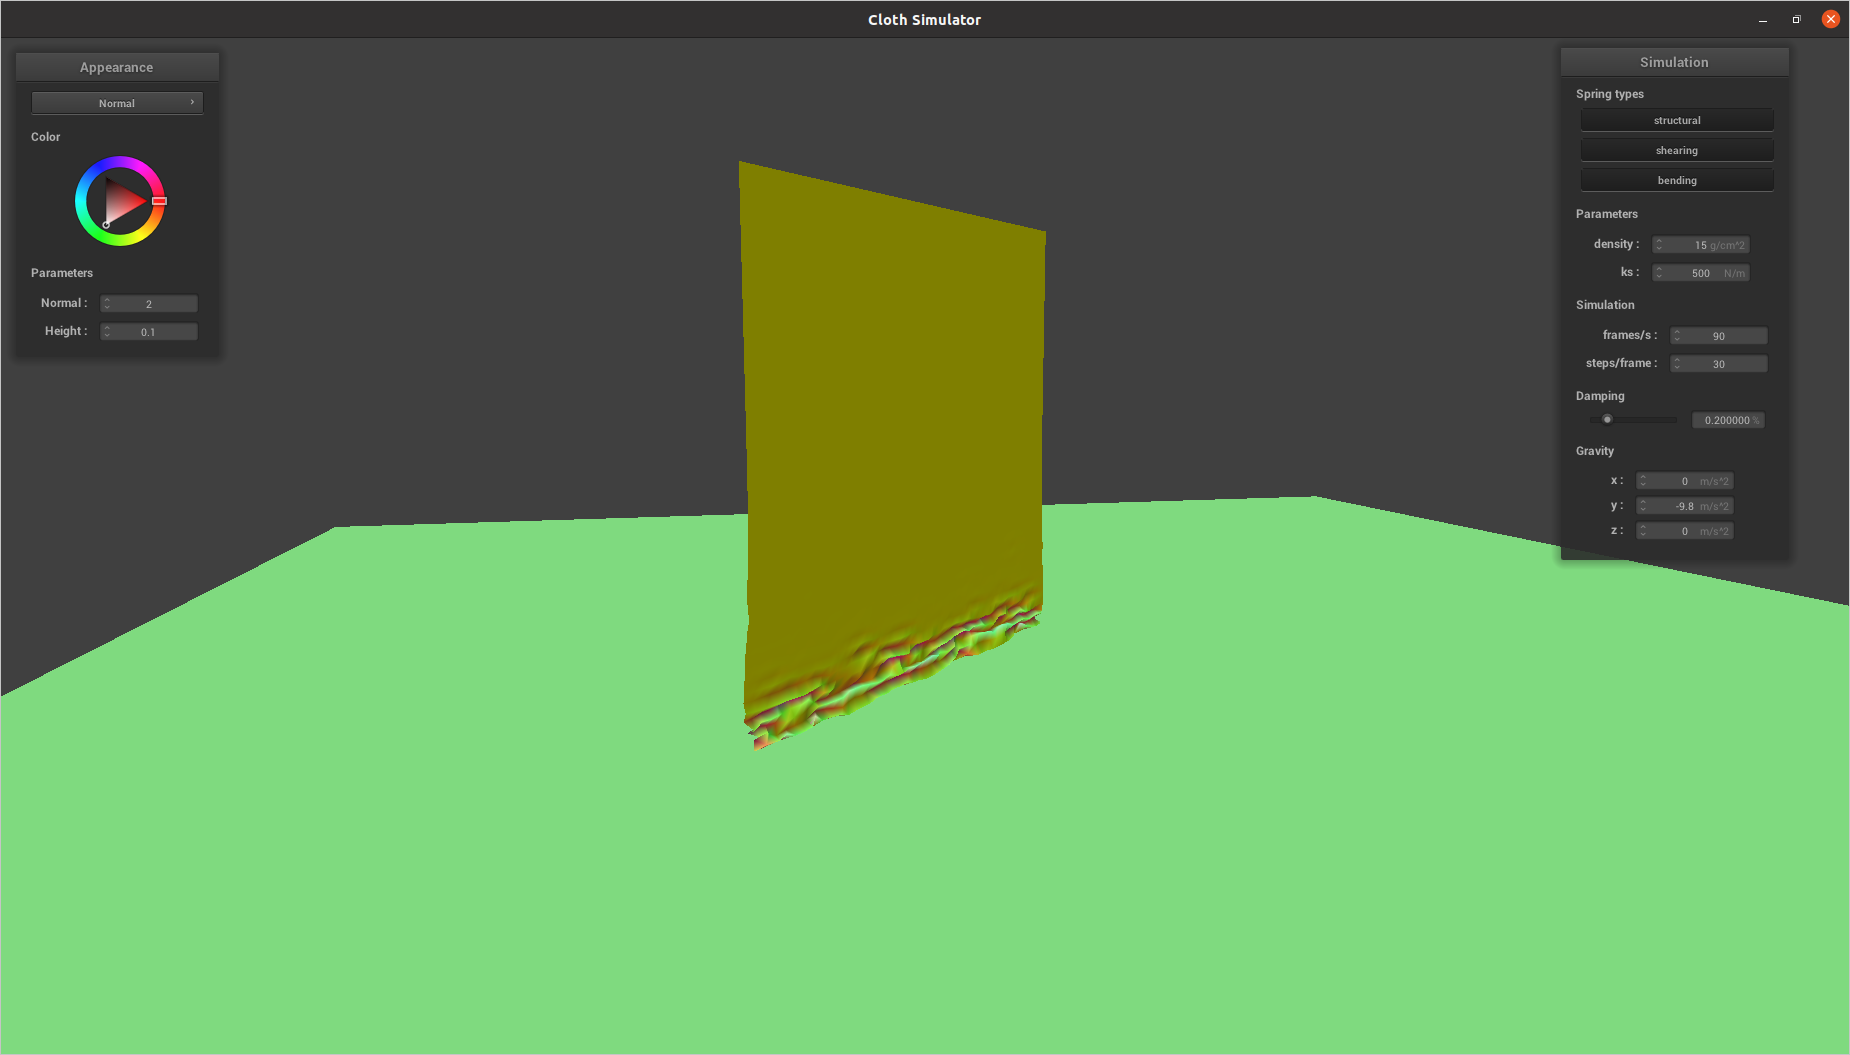 Cloth Simulator
Appearance
Normal
Color
Parameters
Normal : 2
Height : 0.1
Simulation
Spring types
structural
shearing
bending
Parameters
density : 15 g/cm^2
ks : 500 N/m
Simulation
frames/s : 90
steps/frame : 30
Damping
0.200000 %
Gravity
x : 0 m/s^2
y : -9.8 m/s^2
z : 0 m/s^2